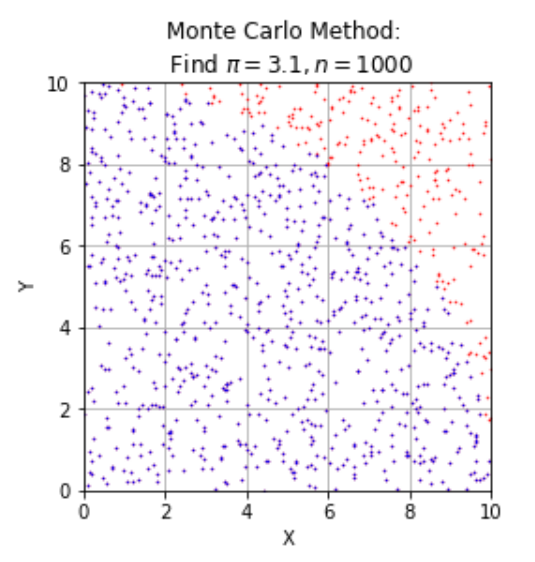 Monte Carlo Method:
Find π = 3.1, n = 1000
10
8
6
4
2
0
Y
0 2 4 6 8 10
X